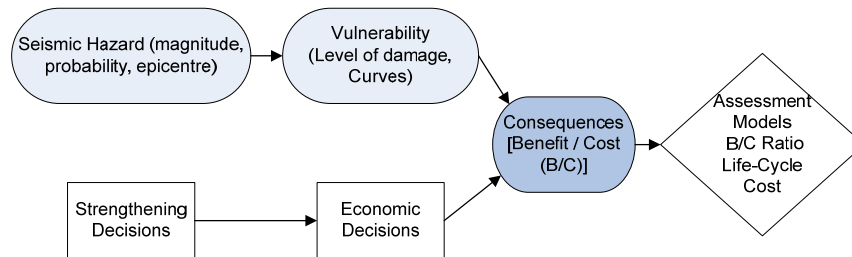 Seismic Hazard (magnitude,
probability, epicentre)
Vulnerability
(Level of damage,
Curves)
Consequences
[Benefit / Cost
(B/C)]
Assessment
Models
B/C Ratio
Life-Cycle
Cost
Strengthening
Decisions
Economic
Decisions